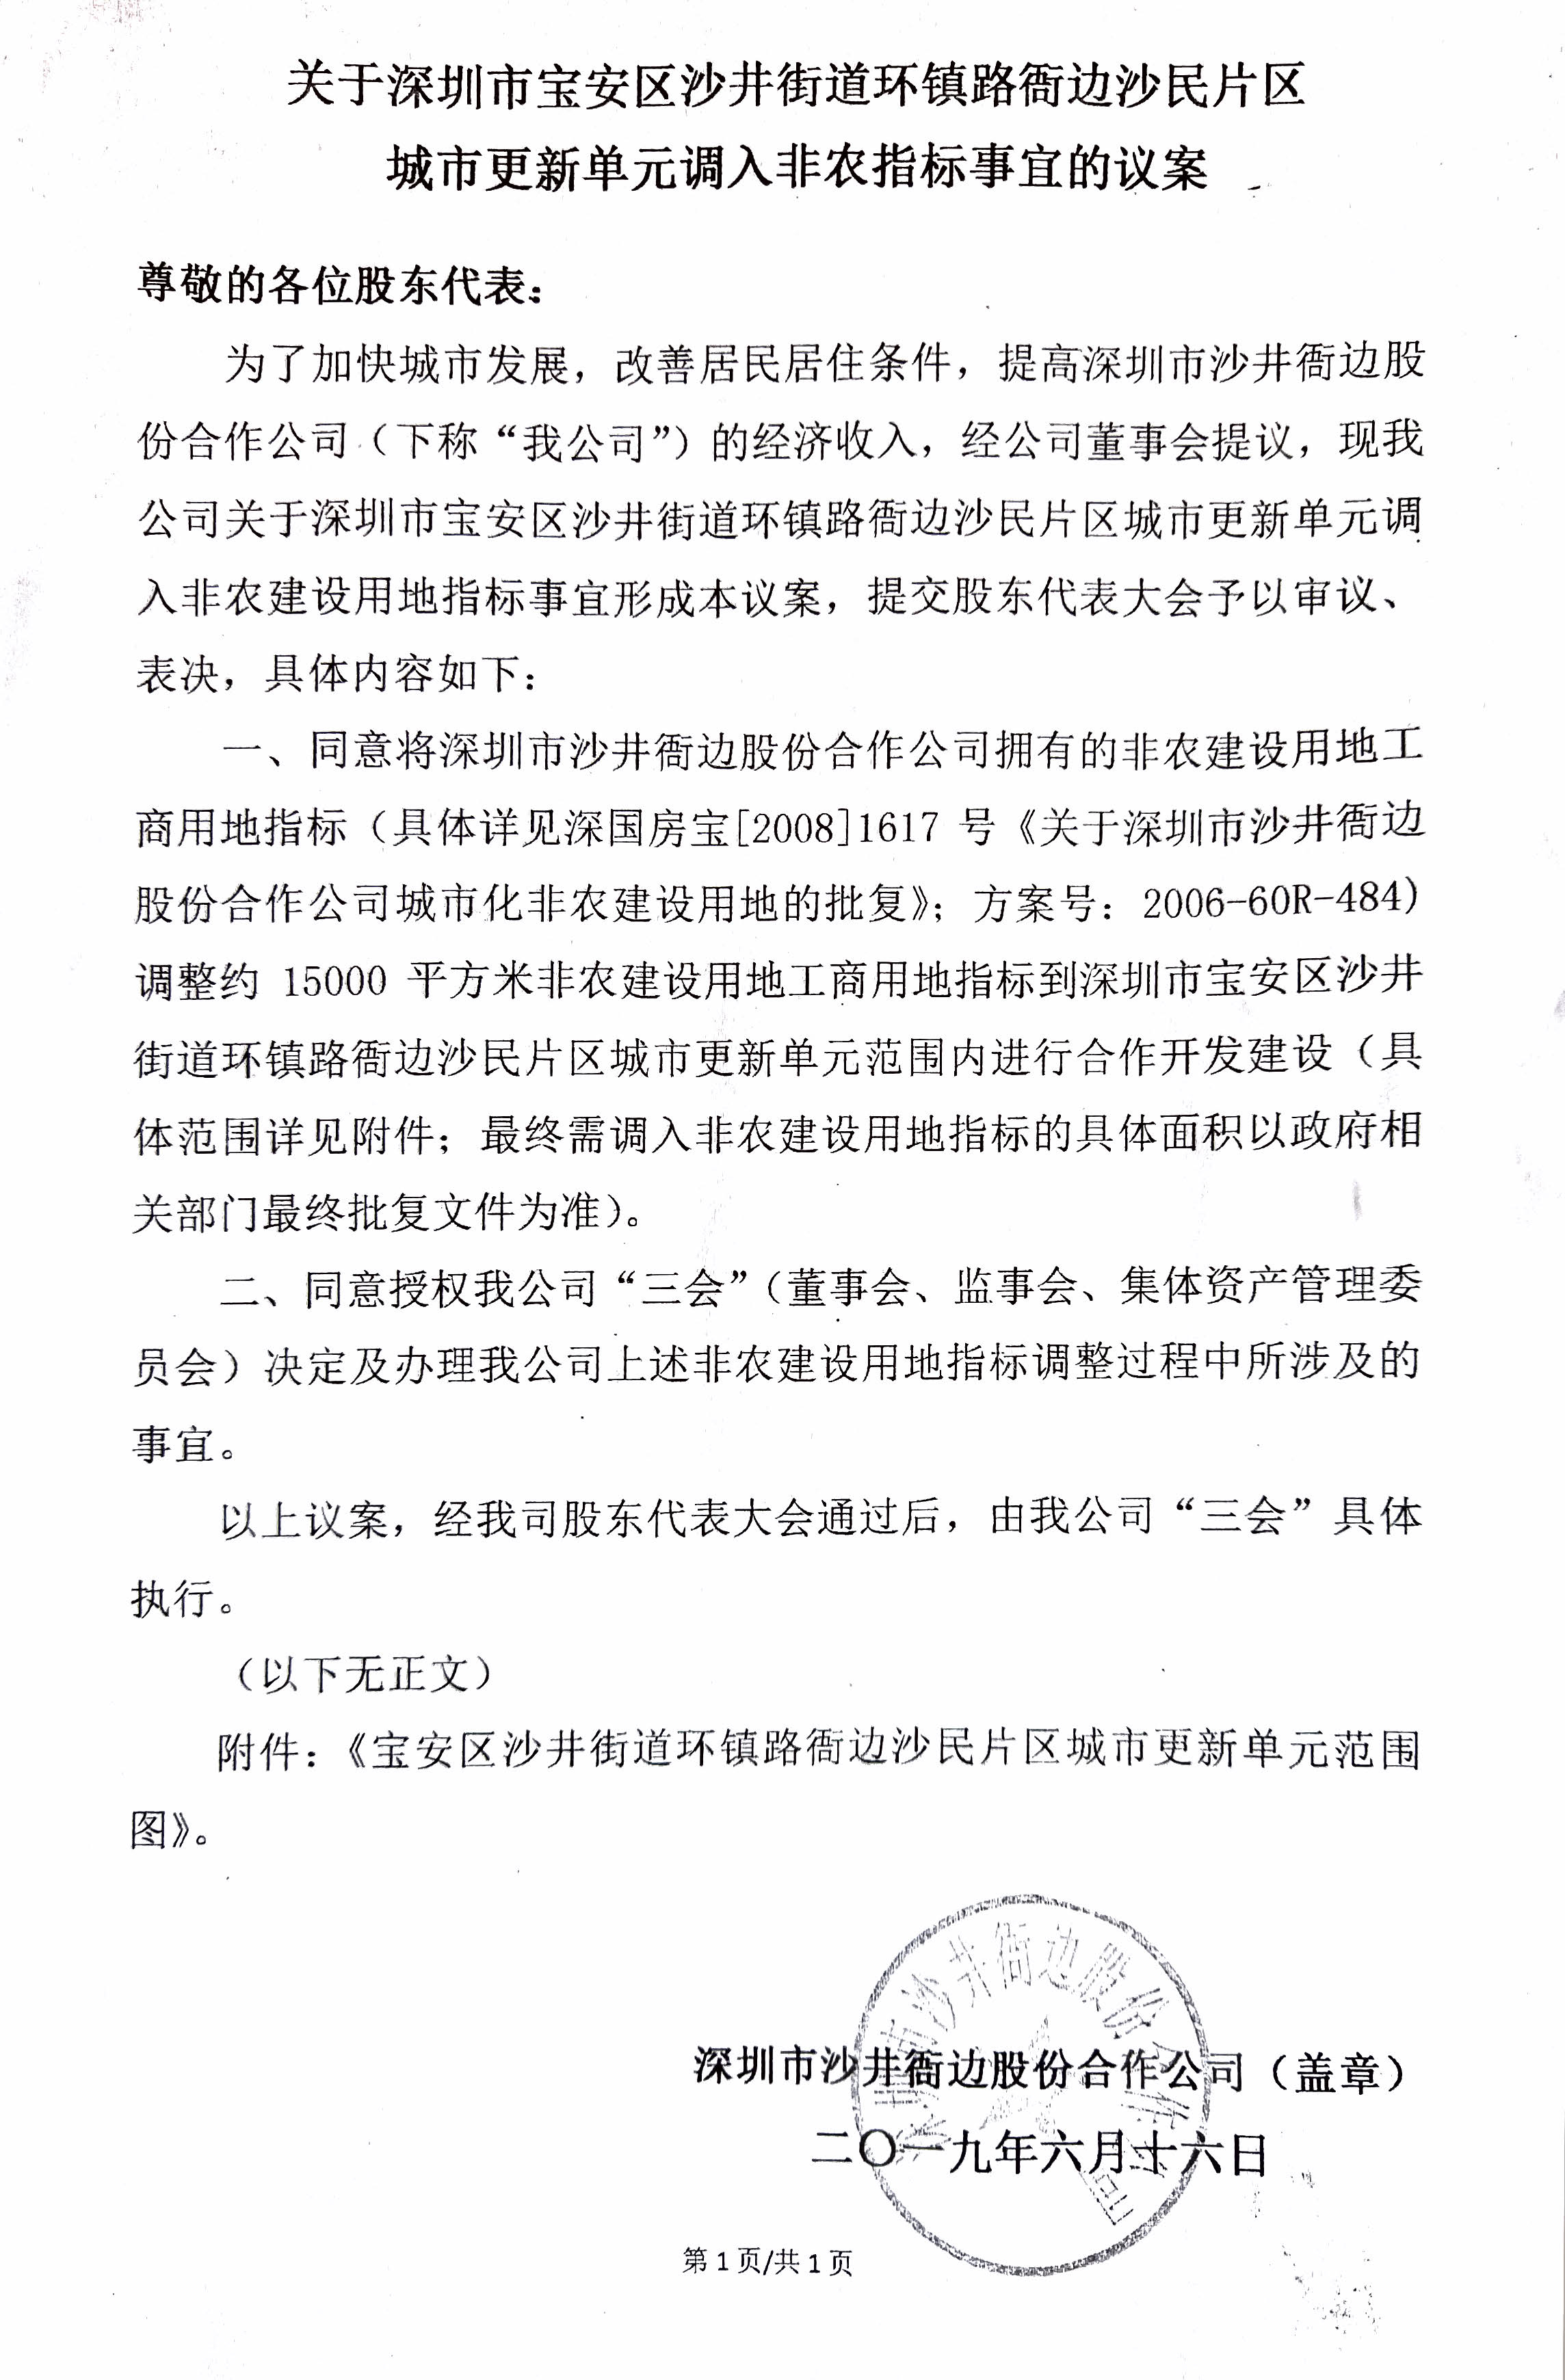 关于深圳市宝安区沙井街道环镇路衙边沙民片区
城市更新单元调入非农指标事宜的议案
尊敬的各位股东代表：
为了加快城市发展，改善居民居住条件，提高深圳市沙井衙边股
份合作公司（下称“我公司”）的经济收入，经公司董事会提议，现我
公司关于深圳市宝安区沙井街道环镇路衙边沙民片区城市更新单元调
入非农建设用地指标事宜形成本议案，提交股东代表大会予以审议、
表决，具体内容如下：
一、同意将深圳市沙井衙边股份合作公司拥有的非农建设用地工
商用地指标（具体详见深国房宝[2008]1617 号《关于深圳市沙井衙边
股份合作公司城市化非农建设用地的批复》；方案号：2006-60R-484）
调整约 15000 平方米非农建设用地工商用地指标到深圳市宝安区沙井
街道环镇路衙边沙民片区城市更新单元范围内进行合作开发建设（具
体范围详见附件；最终需调入非农建设用地指标的具体面积以政府相
关部门最终批复文件为准）。
二、同意授权我公司“三会”（董事会、监事会、集体资产管理委
员会）决定及办理我公司上述非农建设用地指标调整过程中所涉及的
事宜。
以上议案，经我司股东代表大会通过后，由我公司“三会”具体
执行。
（以下无正文）
附件：《宝安区沙井街道环镇路衙边沙民片区城市更新单元范围
图》。
深圳市沙井衙边股份合作公司
深圳市沙井衙边股份合作公司（盖章）
二〇一九年六月十六日
第 1 页/共 1 页